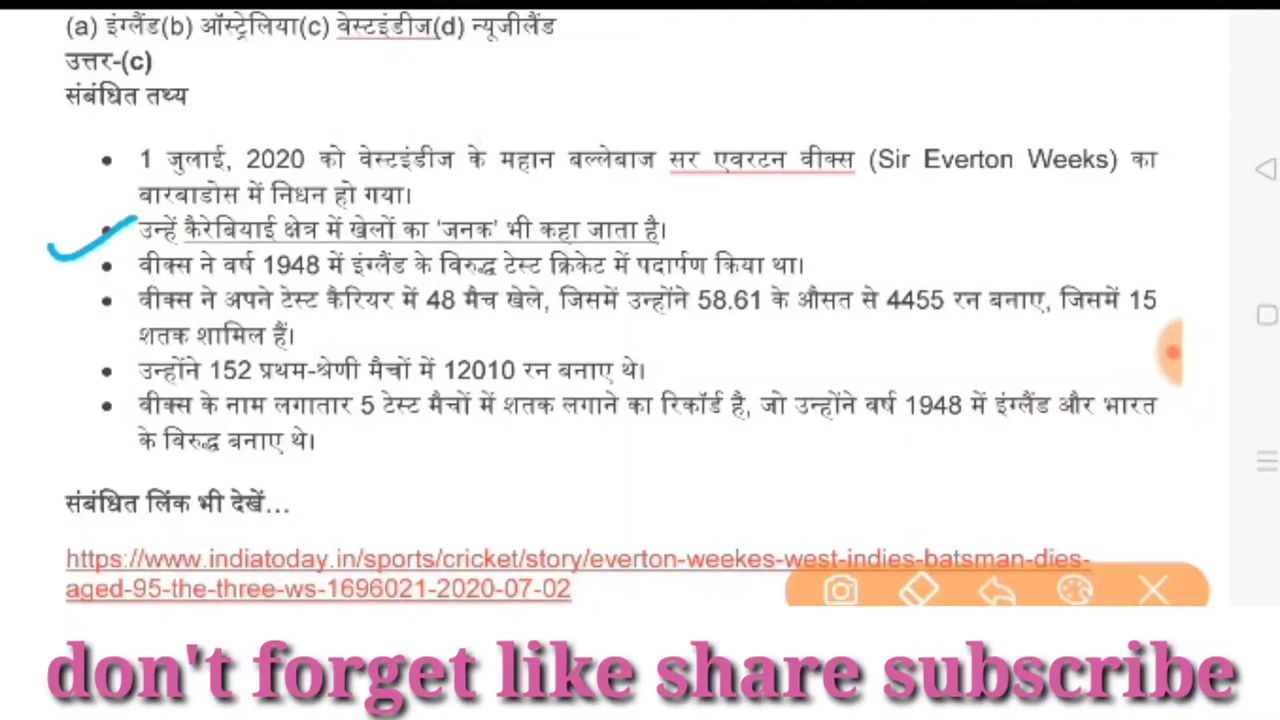 (a) इंग्लैंड(b) ऑस्ट्रेलिया(c) वेस्टइंडीज(d) न्यूजीलैंड
उत्तर-(c)
संबंधित तथ्य
• 1 जुलाई, 2020 को वेस्टइंडीज के महान बल्लेबाज सर एवरटन वीक्स (Sir Everton Weeks) का
बारबाडोस में निधन हो गया।
• उन्हें कैरेबियाई क्षेत्र में खेलों का ‘जनक’ भी कहा जाता है।
• वीक्स ने वर्ष 1948 में इंग्लैंड के विरुद्ध टेस्ट क्रिकेट में पदार्पण किया था।
• वीक्स ने अपने टेस्ट कैरियर में 48 मैच खेले, जिसमें उन्होंने 58.61 के औसत से 4455 रन बनाए, जिसमें 15
शतक शामिल हैं।
• उन्होंने 152 प्रथम-श्रेणी मैचों में 12010 रन बनाए थे।
• वीक्स के नाम लगातार 5 टेस्ट मैचों में शतक लगाने का रिकॉर्ड है, जो उन्होंने वर्ष 1948 में इंग्लैंड और भारत
के विरुद्ध बनाए थे।
संबंधित लिंक भी देखें...
https://www.indiatoday.in/sports/cricket/story/everton-weekes-west-indies-batsman-dies-
aged-95-the-three-ws-1696021-2020-07-02
don't forget like share subscribe